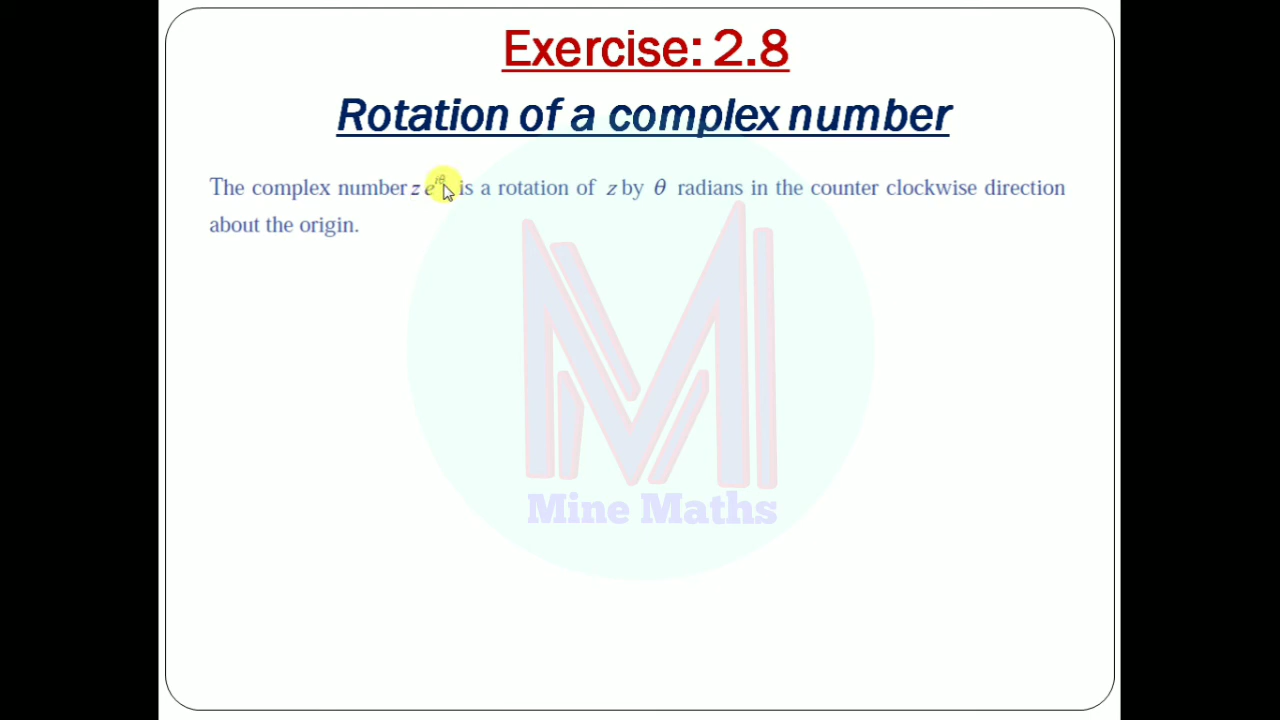 Exercise: 2.8
Rotation of a complex number
The complex number z e^{iθ} is a rotation of z by θ radians in the counter clockwise direction
about the origin.
Mine Maths